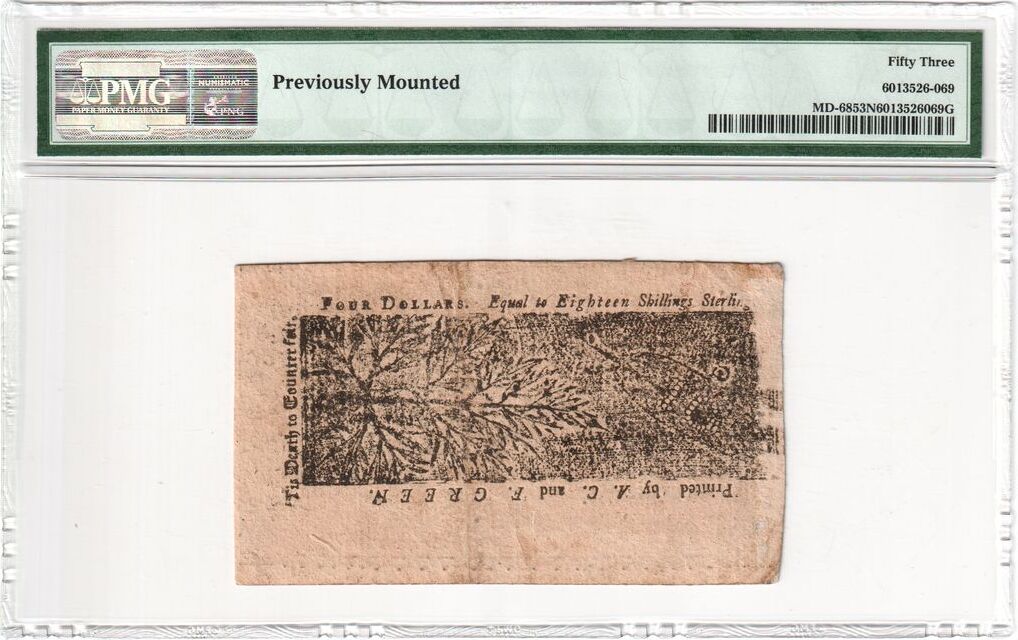 PMG
PAPER MONEY GUARANTY
NUMISMATIC
Previously Mounted
Fifty Three
6013526-069
MD-6853N6013526069G
FOUR DOLLARS. Equal to Eighteen Shillings Sterli
'Tis Death to Counterfeit.
Printed by A. C. and F. GREEN.